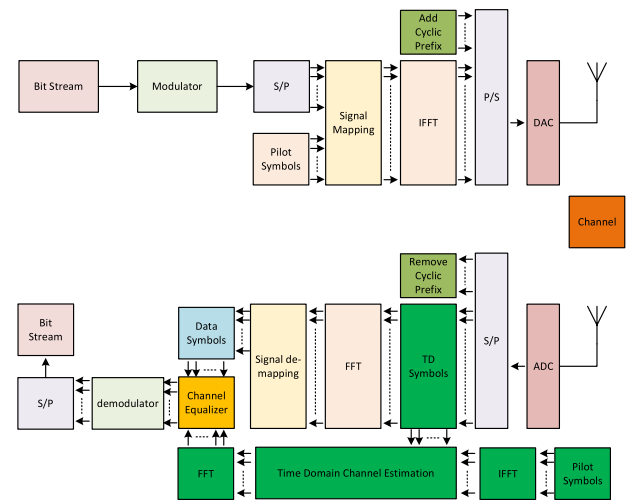 Add
Cyclic
Prefix
Bit Stream
Modulator
S/P
Signal
Mapping
IFFT
P/S
DAC
Pilot
Symbols
Channel
Remove
Cyclic
Prefix
Bit
Stream
Data
Symbols
Signal de-
mapping
FFT
TD
Symbols
S/P
ADC
S/P
demodulator
Channel
Equalizer
FFT
Time Domain Channel Estimation
IFFT
Pilot
Symbols